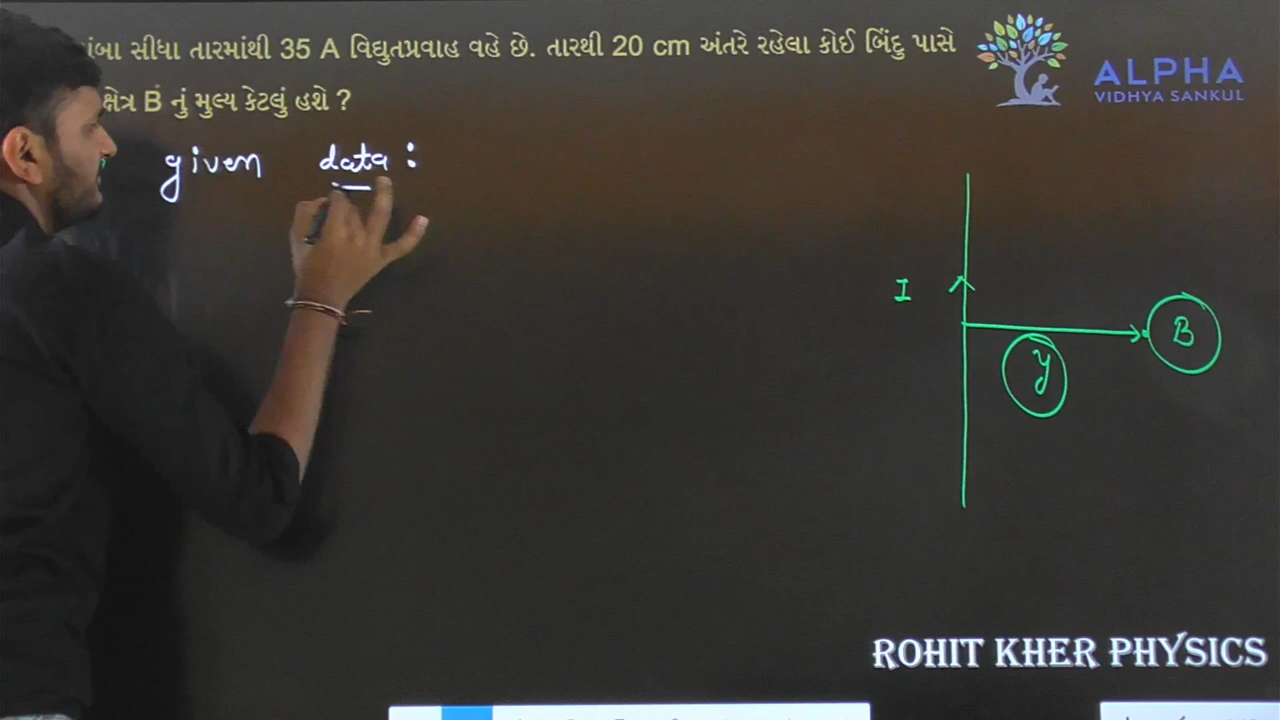 સીધા તારમાંથી 35 A વિદ્યુતપ્રવાહ વહે છે. તારથી 20 cm અંતરે રહેલા કોઈ બિંદુ પાસે
B નું મુલ્ય કેટલું હશે ?
ALPHA
VIDHYA SANKUL
given data :
I
B
y
ROHIT KHER PHYSICS